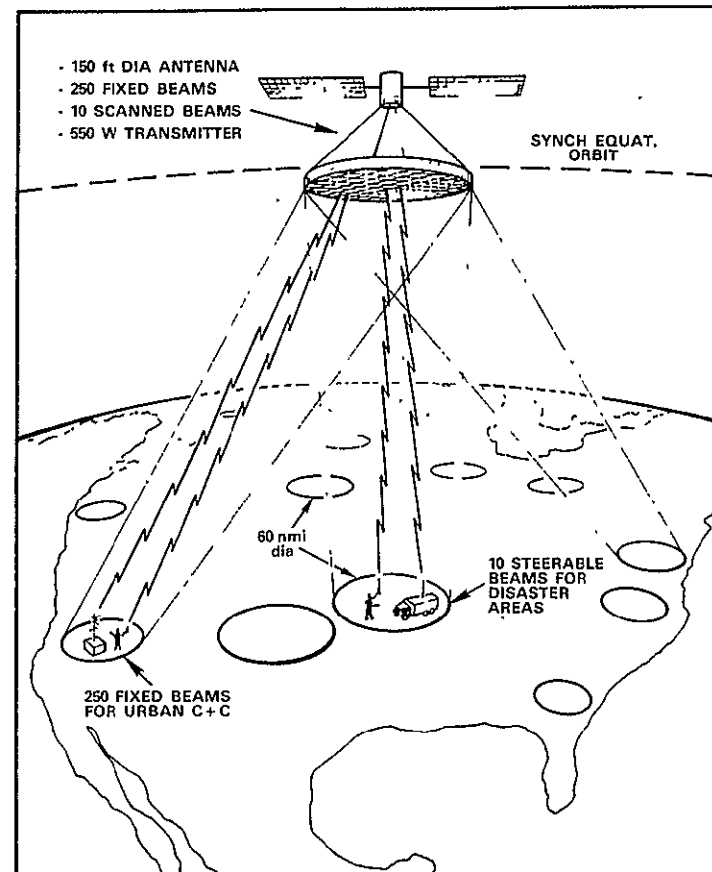 - 150 ft DIA ANTENNA
- 250 FIXED BEAMS
- 10 SCANNED BEAMS
- 550 W TRANSMITTER
SYNCH EQUAT.
ORBIT
60 nmi
dia
10 STEERABLE
BEAMS FOR
DISASTER
AREAS
250 FIXED BEAMS
FOR URBAN C+C